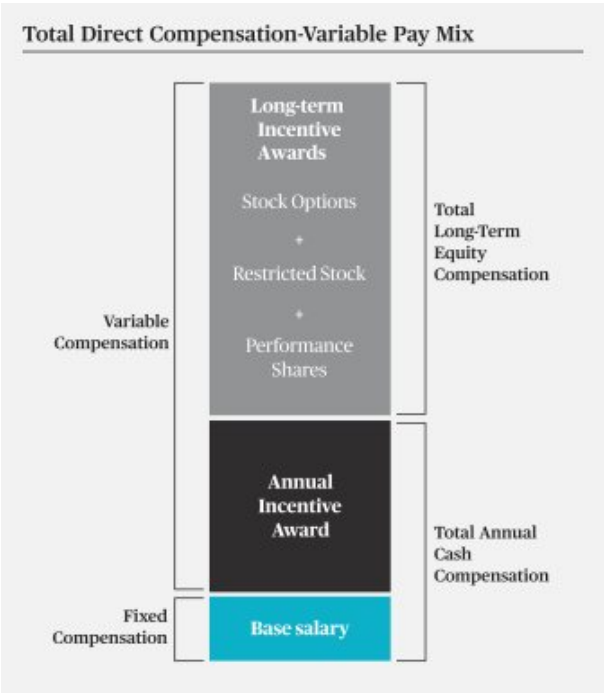 Total Direct Compensation-Variable Pay Mix
Long-term
Incentive
Awards
Stock Options
+
Restricted Stock
+
Performance
Shares
Total
Long-Term
Equity
Compensation
Variable
Compensation
Annual
Incentive
Award
Total Annual
Cash
Compensation
Fixed
Compensation
Base salary